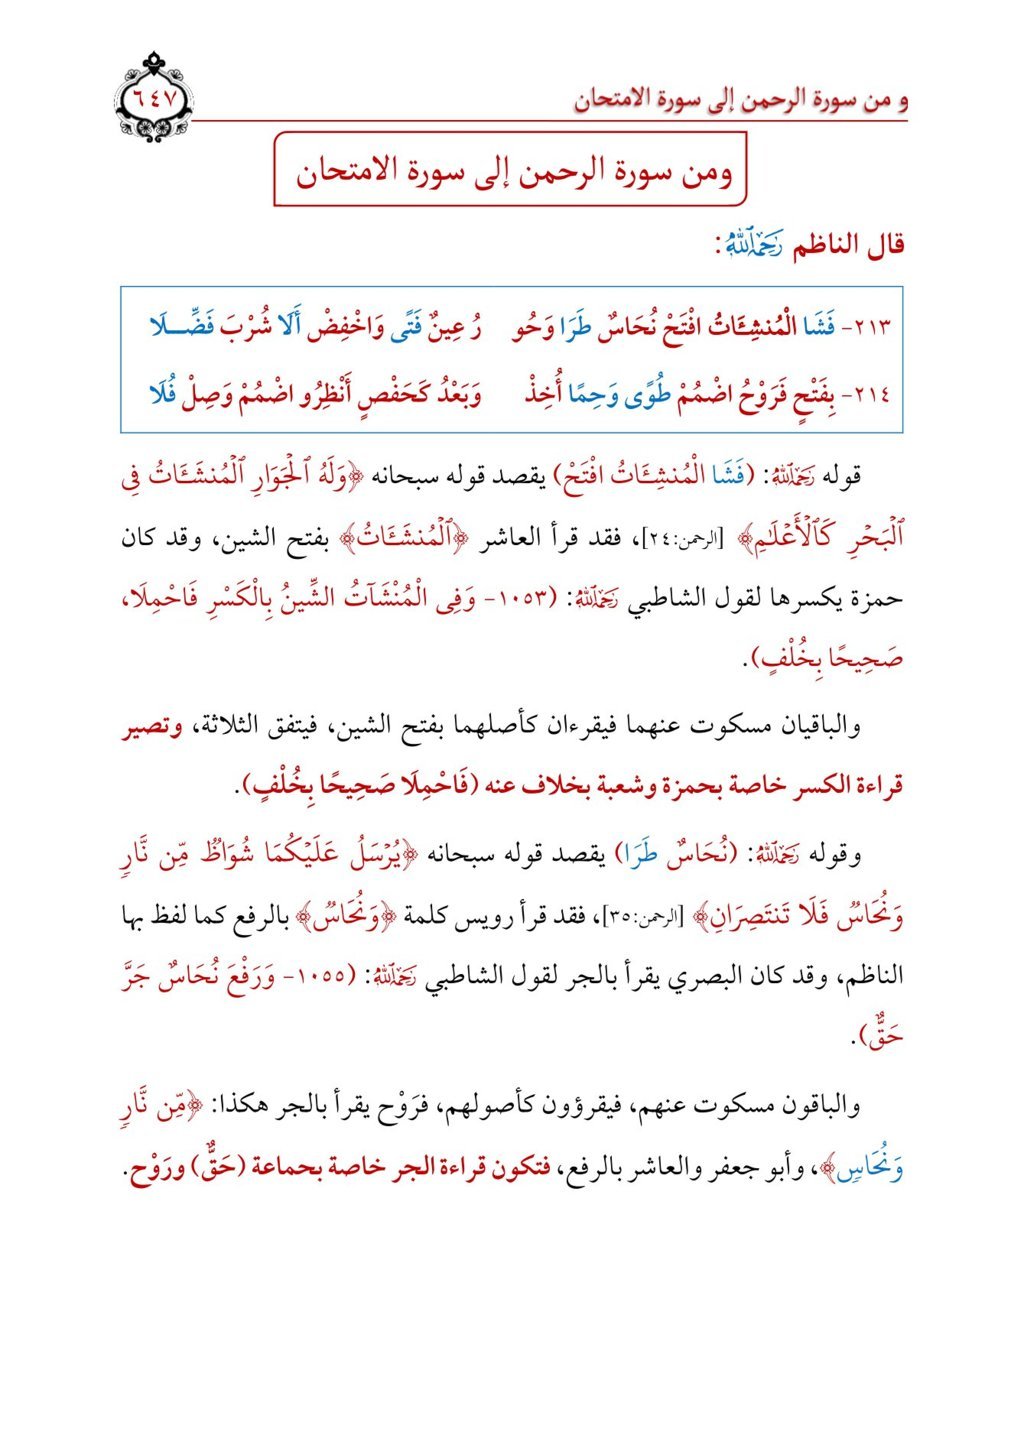 و من سورة الرحمن إلى سورة الامتحان
٦٤٧
ومن سورة الرحمن إلى سورة الامتحان
قال الناظم رَحِمَهُ ٱللَّهُ:
٢١٣- فَشَا الْمُنشِـَٔاتُ افْتَحْ نُحَاسٌ طَرَا وَحُو رُ عِينٌ فَتًى وَاخْفِضْ أَلَا شُرْبَ فَضِّـــلَا
٢١٤- بِفَتْحٍ فَرَوْحُ اضْمُمْ طُوًى وَحِمًا أُخِذْ وَبَعْدُ كَحَفْصٍ أَنْظِرُو اضْمُمْ وَصِلْ فُلَا
قوله رَحِمَهُ ٱللَّهُ: (فَشَا الْمُنشِـَٔاتُ افْتَحْ) يقصد قوله سبحانه ﴿وَلَهُ ٱلْجَوَارِ ٱلْمُنشَـَٔاتُ فِى
ٱلْبَحْرِ كَٱلْأَعْلَـٰمِ﴾ [الرحمن:٢٤]، فقد قرأ العاشر ﴿ٱلْمُنشَـَٔاتُ﴾ بفتح الشين، وقد كان
حمزة يكسرها لقول الشاطبي رَحِمَهُ ٱللَّهُ: (١٠٥٣- وَفِى الْمُنْشَآتُ الشِّينُ بِالْكَسْرِ فَاحْمِلَا،
صَحِيحًا بِخُلْفٍ).
والباقيان مسكوت عنهما فيقرءان كأصلهما بفتح الشين، فيتفق الثلاثة، وتصير
قراءة الكسر خاصة بحمزة وشعبة بخلاف عنه (فَاحْمِلَا صَحِيحًا بِخُلْفٍ).
وقوله رَحِمَهُ ٱللَّهُ: (نُحَاسٌ طَرَا) يقصد قوله سبحانه ﴿يُرْسَلُ عَلَيْكُمَا شُوَاظٌ مِّن نَّارٍ
وَنُحَاسٌ فَلَا تَنتَصِرَانِ﴾ [الرحمن:٣٥]، فقد قرأ رويس كلمة ﴿وَنُحَاسٌ﴾ بالرفع كما لفظ بها
الناظم، وقد كان البصري يقرأ بالجر لقول الشاطبي رَحِمَهُ ٱللَّهُ: (١٠٥٥- وَرَفْعَ نُحَاسٌ جَرَّ
حَقٌّ).
والباقون مسكوت عنهم، فيقرؤون كأصولهم، فرَوْح يقرأ بالجر هكذا: ﴿مِّن نَّارٍ
وَنُحَاسٍ﴾، وأبو جعفر والعاشر بالرفع، فتكون قراءة الجر خاصة بحماعة (حَقٌّ) ورَوْح.